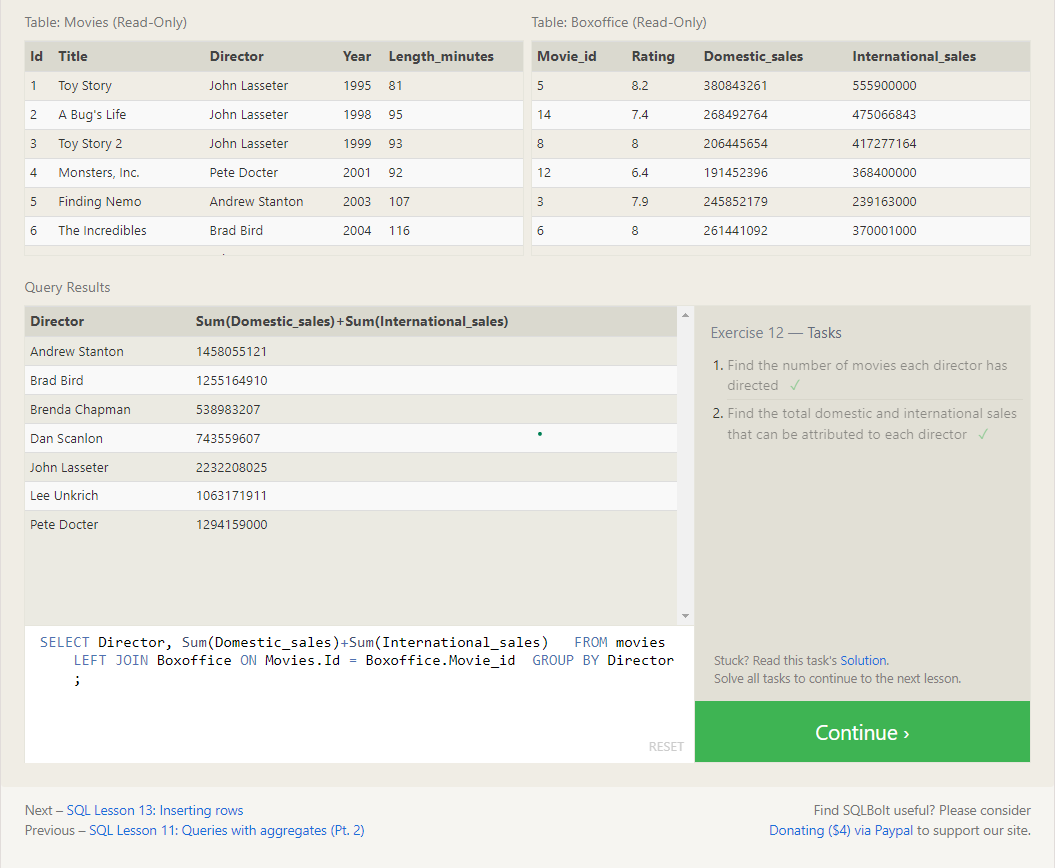 Table: Movies (Read-Only)
Id Title Director Year Length_minutes
1 Toy Story John Lasseter 1995 81
2 A Bug's Life John Lasseter 1998 95
3 Toy Story 2 John Lasseter 1999 93
4 Monsters, Inc. Pete Docter 2001 92
5 Finding Nemo Andrew Stanton 2003 107
6 The Incredibles Brad Bird 2004 116
Table: Boxoffice (Read-Only)
Movie_id Rating Domestic_sales International_sales
5 8.2 380843261 555900000
14 7.4 268492764 475066843
8 8 206445654 417277164
12 6.4 191452396 368400000
3 7.9 245852179 239163000
6 8 261441092 370001000
Query Results
Director Sum(Domestic_sales)+Sum(International_sales)
Andrew Stanton 1458055121
Brad Bird 1255164910
Brenda Chapman 538983207
Dan Scanlon 743559607
John Lasseter 2232208025
Lee Unkrich 1063171911
Pete Docter 1294159000
SELECT Director, Sum(Domestic_sales)+Sum(International_sales) FROM movies
LEFT JOIN Boxoffice ON Movies.Id = Boxoffice.Movie_id GROUP BY Director
;
RESET
Exercise 12 — Tasks
1. Find the number of movies each director has
directed ✓
2. Find the total domestic and international sales
that can be attributed to each director ✓
Stuck? Read this task's Solution.
Solve all tasks to continue to the next lesson.
Continue ›
Next – SQL Lesson 13: Inserting rows
Previous – SQL Lesson 11: Queries with aggregates (Pt. 2)
Find SQLBolt useful? Please consider
Donating ($4) via Paypal to support our site.